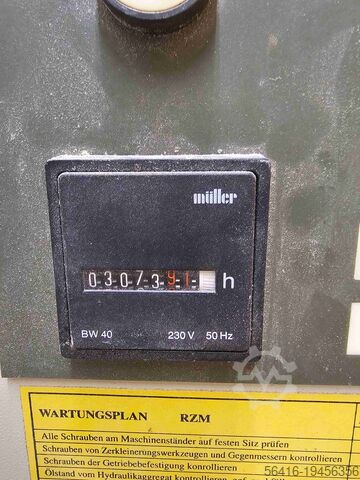 müller
0307391 h
BW 40 230 V 50 Hz
WARTUNGSPLAN RZM
Alle Schrauben am Maschinenständer auf festen Sitz prüfen
Schrauben von Zerkleinerungswerkzeugen und Gegenmessern kontrollieren
Schrauben der Getriebebefestigung kontrollieren
Ölstand vom Hydraulikaggregat kontrollieren
56416-19456356